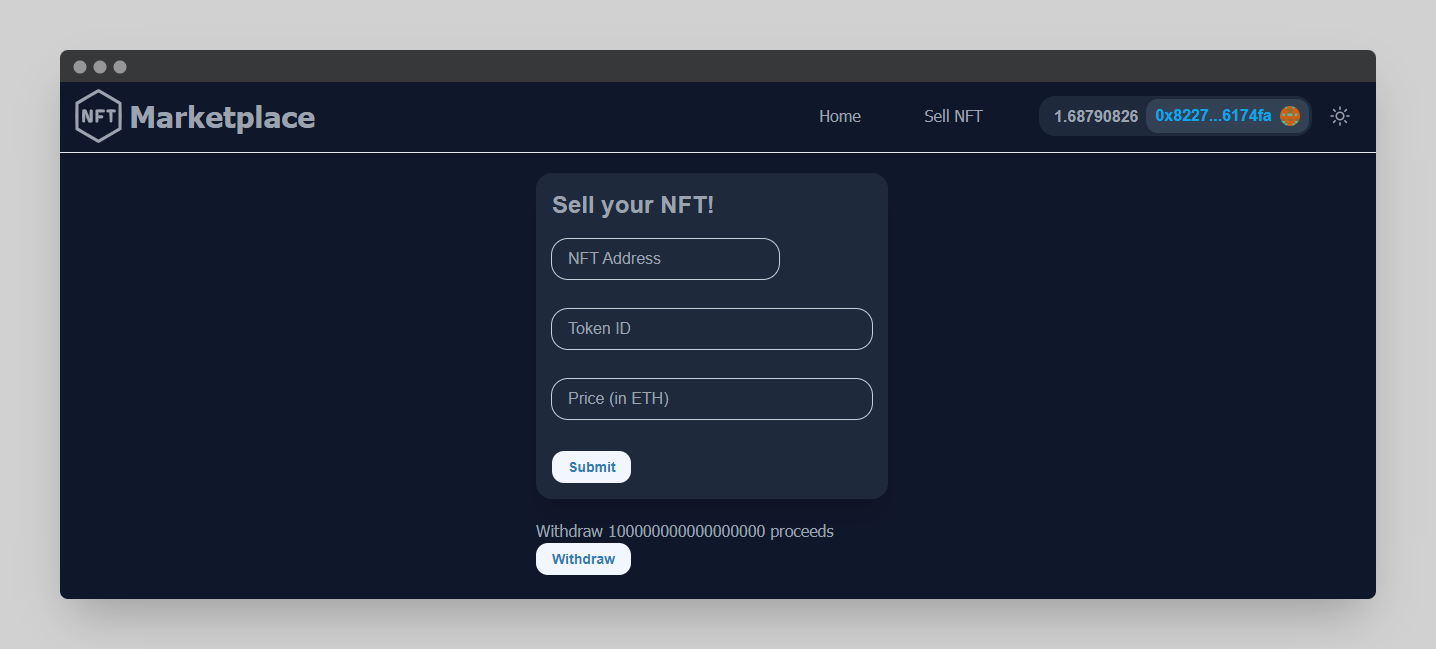 NFT Marketplace
Home
Sell NFT
1.68790826
0x8227...6174fa
Sell your NFT!
NFT Address
Token ID
Price (in ETH)
Submit
Withdraw 100000000000000000 proceeds
Withdraw